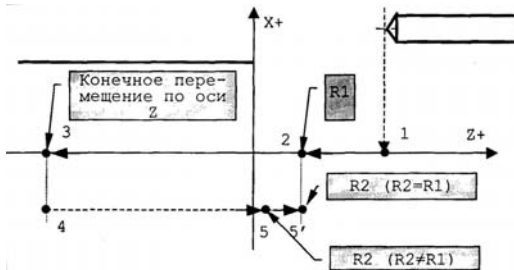 X+
Конечное пере-
мещение по оси
Z
R1
3
2
1
Z+
R2 (R2=R1)
4
5
5'
R2 (R2≠R1)